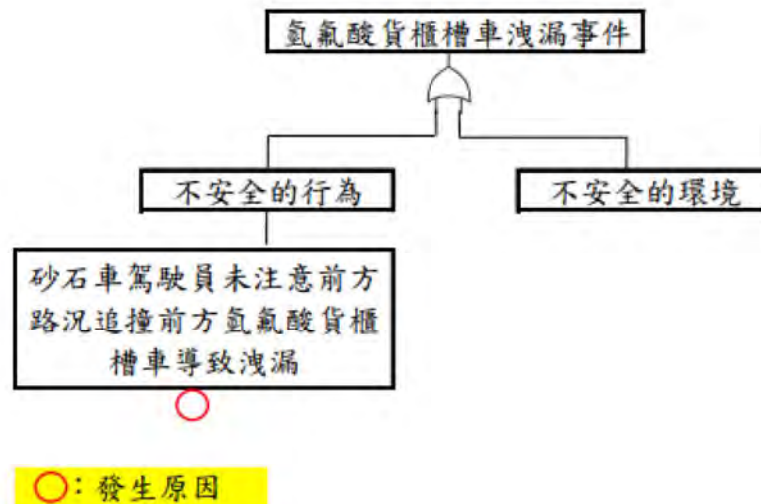 氫氟酸貨櫃槽車洩漏事件
不安全的行為
不安全的環境
砂石車駕駛員未注意前方
路況追撞前方氫氟酸貨櫃
槽車導致洩漏
：發生原因